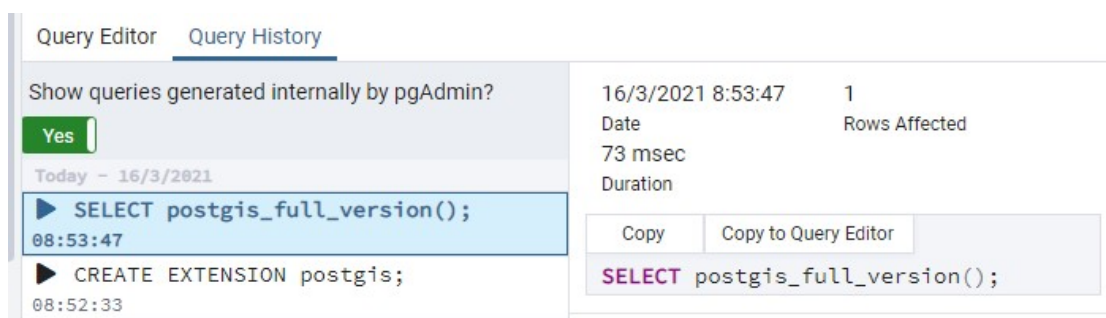 Query Editor Query History
Show queries generated internally by pgAdmin?
Yes
Today - 16/3/2021
SELECT postgis_full_version();
08:53:47
CREATE EXTENSION postgis;
08:52:33
16/3/2021 8:53:47 1
Date Rows Affected
73 msec
Duration
Copy Copy to Query Editor
SELECT postgis_full_version();